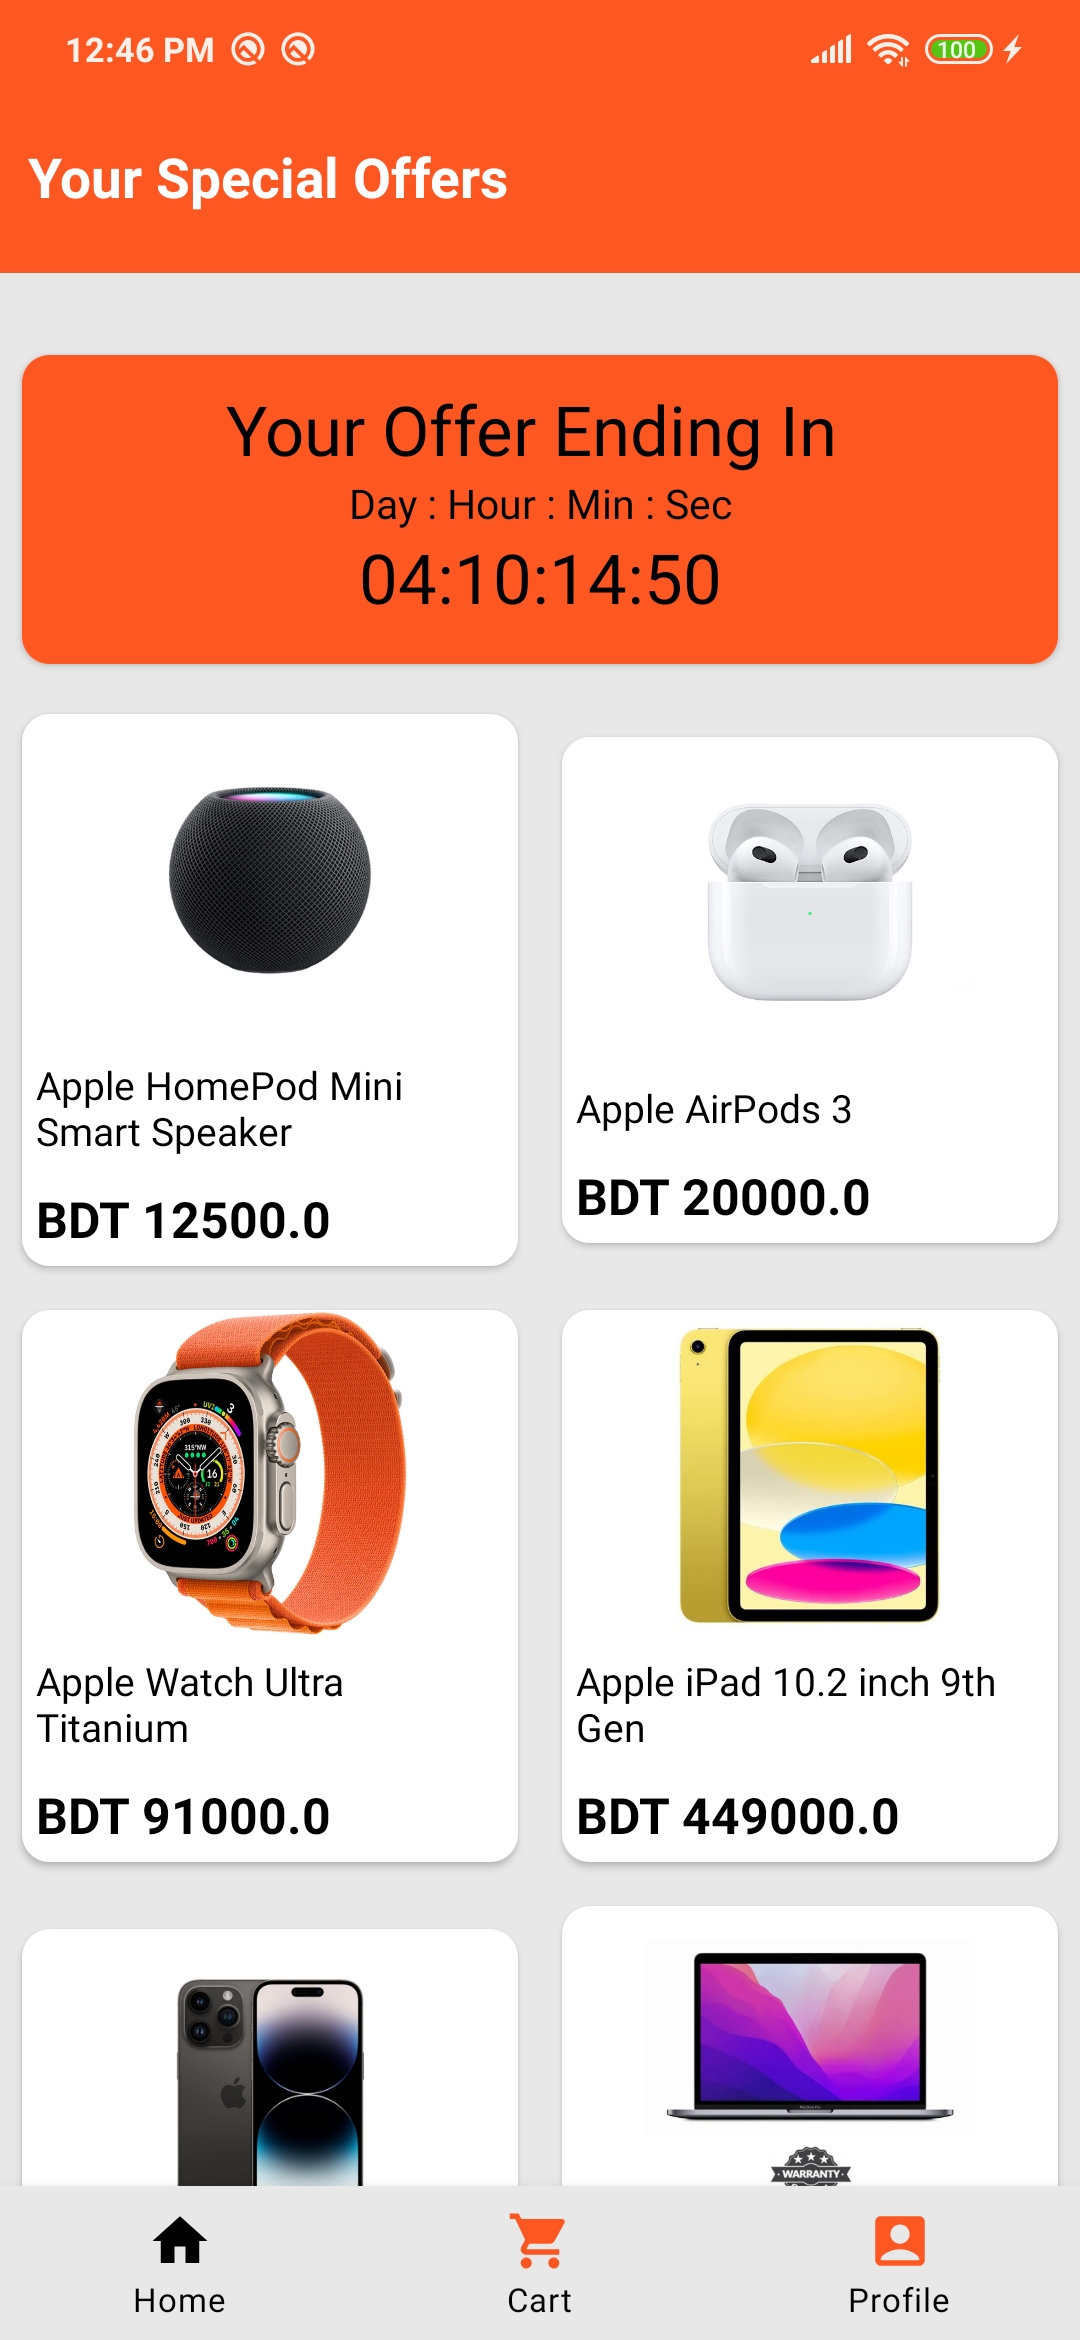 12:46 PM
100
Your Special Offers
Your Offer Ending In
Day : Hour : Min : Sec
04:10:14:50
Apple HomePod Mini
Smart Speaker
BDT 12500.0
Apple AirPods 3
BDT 20000.0
Apple Watch Ultra
Titanium
BDT 91000.0
Apple iPad 10.2 inch 9th
Gen
BDT 449000.0
WARRANTY
Home
Cart
Profile